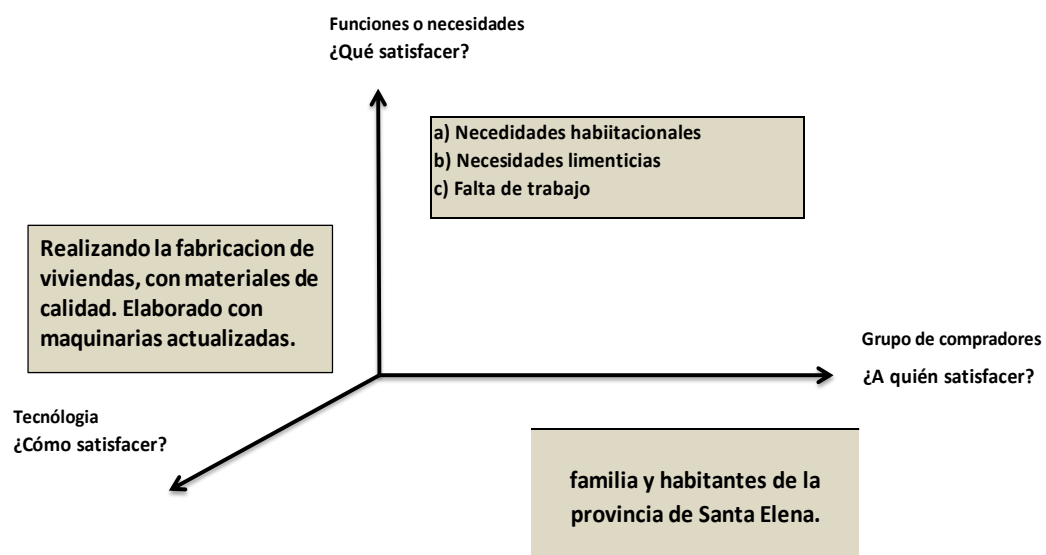 Funciones o necesidades
¿Qué satisfacer?
a) Necedidades habiitacionales
b) Necesidades limenticias
c) Falta de trabajo
Realizando la fabricacion de
viviendas, con materiales de
calidad. Elaborado con
maquinarias actualizadas.
Grupo de compradores
¿A quién satisfacer?
Tecnólogia
¿Cómo satisfacer?
familia y habitantes de la
provincia de Santa Elena.